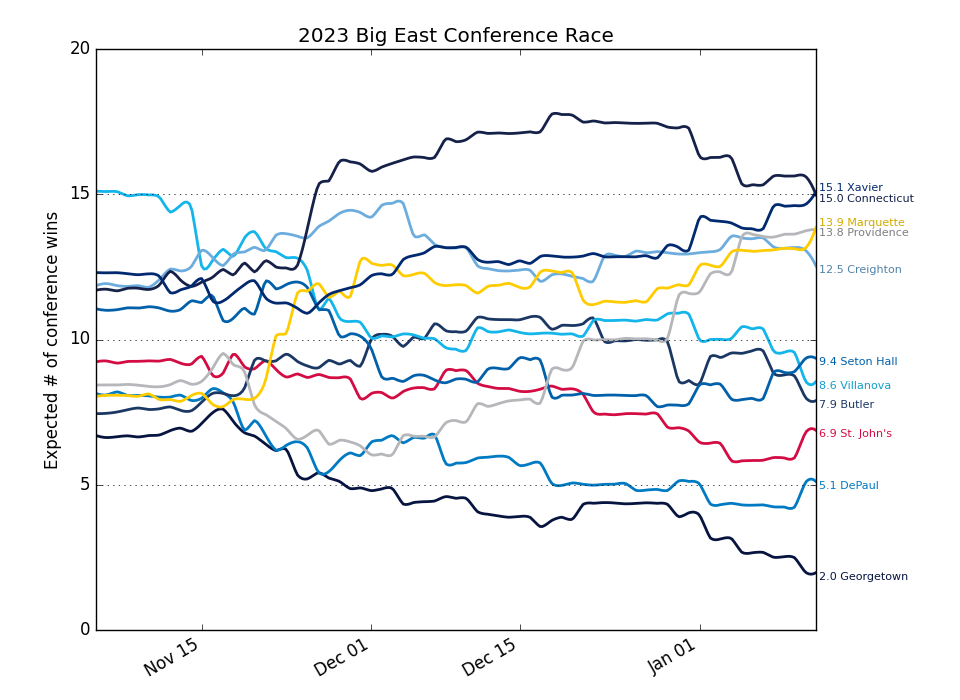 2023 Big East Conference Race
Expected # of conference wins
20
15
10
5
0
Nov 15
Dec 01
Dec 15
Jan 01
15.1 Xavier
15.0 Connecticut
13.9 Marquette
13.8 Providence
12.5 Creighton
9.4 Seton Hall
8.6 Villanova
7.9 Butler
6.9 St. John's
5.1 DePaul
2.0 Georgetown